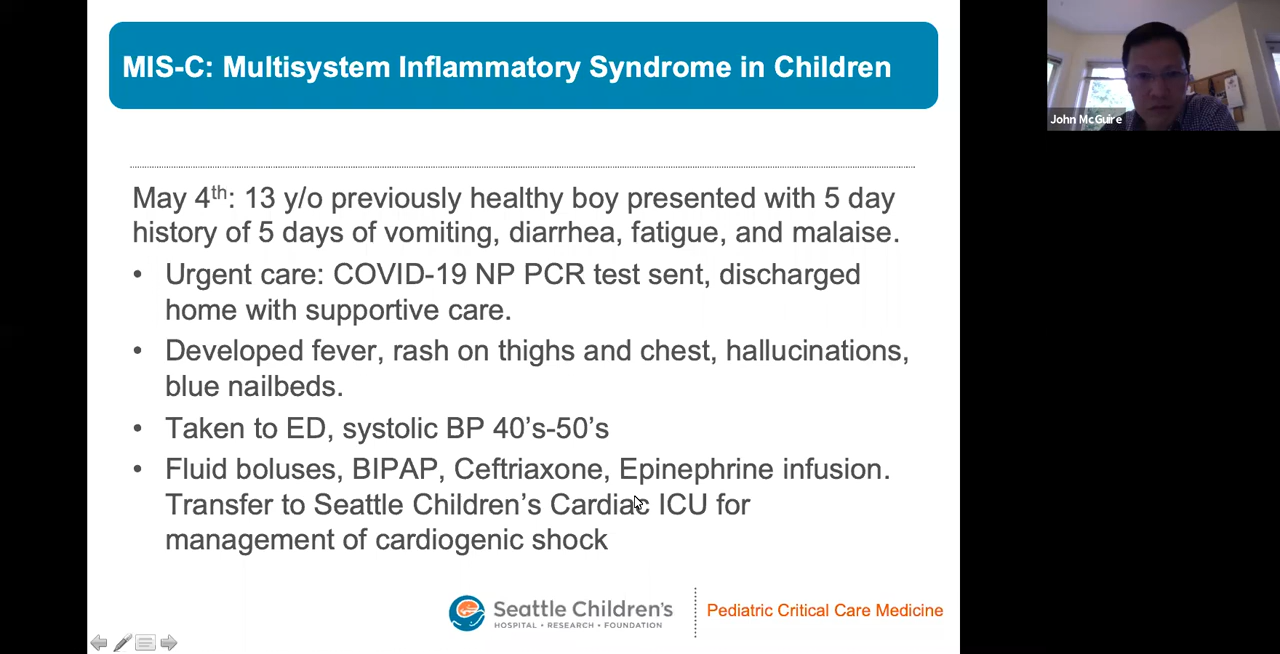 MIS-C: Multisystem Inflammatory Syndrome in Children
John McGuire
May 4th: 13 y/o previously healthy boy presented with 5 day
history of 5 days of vomiting, diarrhea, fatigue, and malaise.
• Urgent care: COVID-19 NP PCR test sent, discharged
home with supportive care.
• Developed fever, rash on thighs and chest, hallucinations,
blue nailbeds.
• Taken to ED, systolic BP 40's-50's
• Fluid boluses, BIPAP, Ceftriaxone, Epinephrine infusion.
Transfer to Seattle Children's Cardiac ICU for
management of cardiogenic shock
Seattle Children's
HOSPITAL • RESEARCH • FOUNDATION
Pediatric Critical Care Medicine